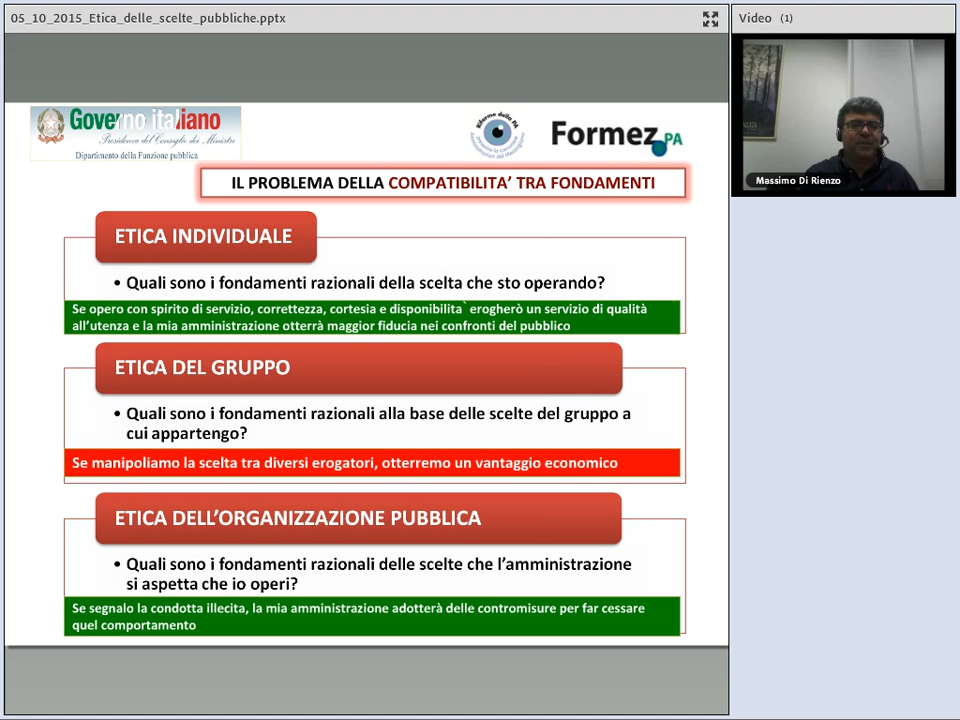 05_10_2015_Etica_delle_scelte_pubbliche.pptx
Video (1)
Governo italiano
Presidenza del Consiglio dei Ministri
Dipartimento della Funzione pubblica
Formez PA
Massimo Di Rienzo
IL PROBLEMA DELLA COMPATIBILITA’ TRA FONDAMENTI
ETICA INDIVIDUALE
• Quali sono i fondamenti razionali della scelta che sto operando?
Se opero con spirito di servizio, correttezza, cortesia e disponibilita` erogherò un servizio di qualità
all’utenza e la mia amministrazione otterrà maggior fiducia nei confronti del pubblico
ETICA DEL GRUPPO
• Quali sono i fondamenti razionali alla base delle scelte del gruppo a
cui appartengo?
Se manipoliamo la scelta tra diversi erogatori, otterremo un vantaggio economico
ETICA DELL’ORGANIZZAZIONE PUBBLICA
• Quali sono i fondamenti razionali delle scelte che l’amministrazione
si aspetta che io operi?
Se segnalo la condotta illecita, la mia amministrazione adotterà delle contromisure per far cessare
quel comportamento